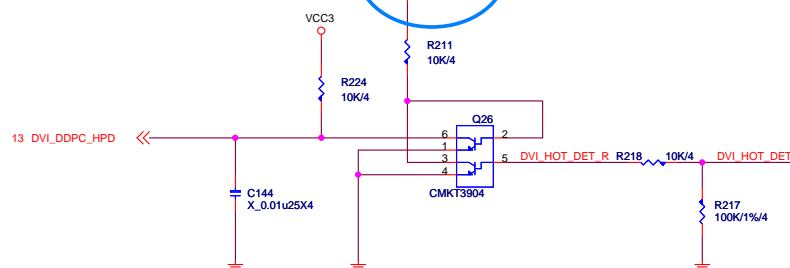 VCC3
R211
10K/4
R224
10K/4
13 DVI_DDPC_HPD
Q26
6
1
3
4
2
5
CMKT3904
DVI_HOT_DET_R
R218
10K/4
DVI_HOT_DET
C144
X_0.01u25X4
R217
100K/1%/4